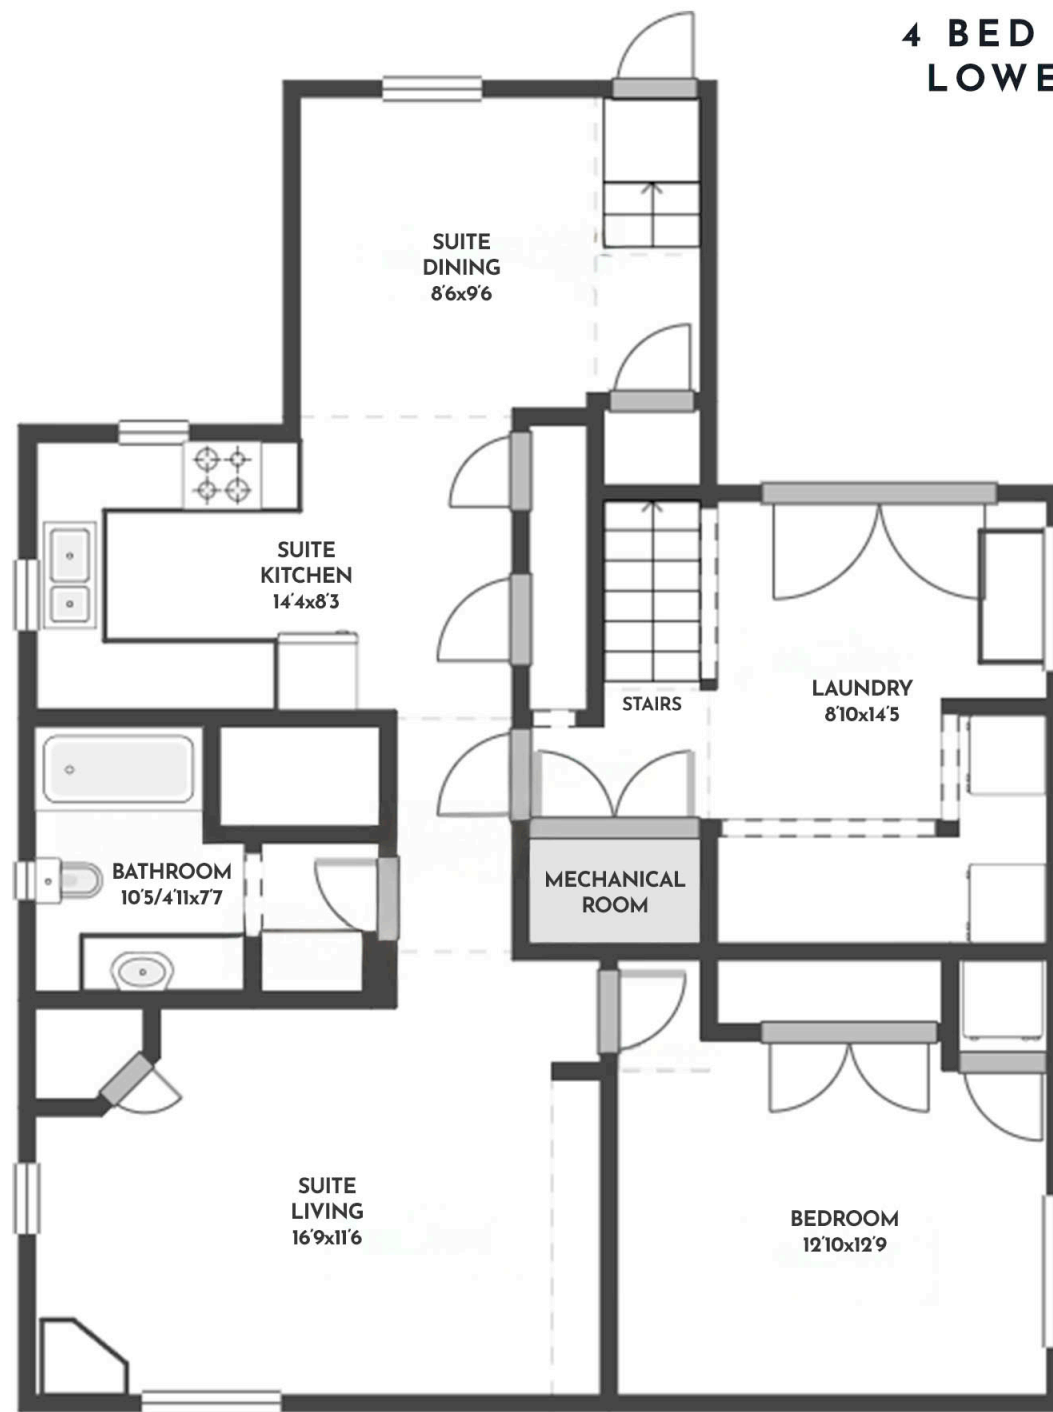 4 BED
LOWE
SUITE
DINING
8'6x9'6
SUITE
KITCHEN
14'4x8'3
STAIRS
LAUNDRY
8'10x14'5
BATHROOM
10'5/4'11x7'7
MECHANICAL
ROOM
SUITE
LIVING
16'9x11'6
BEDROOM
12'10x12'9